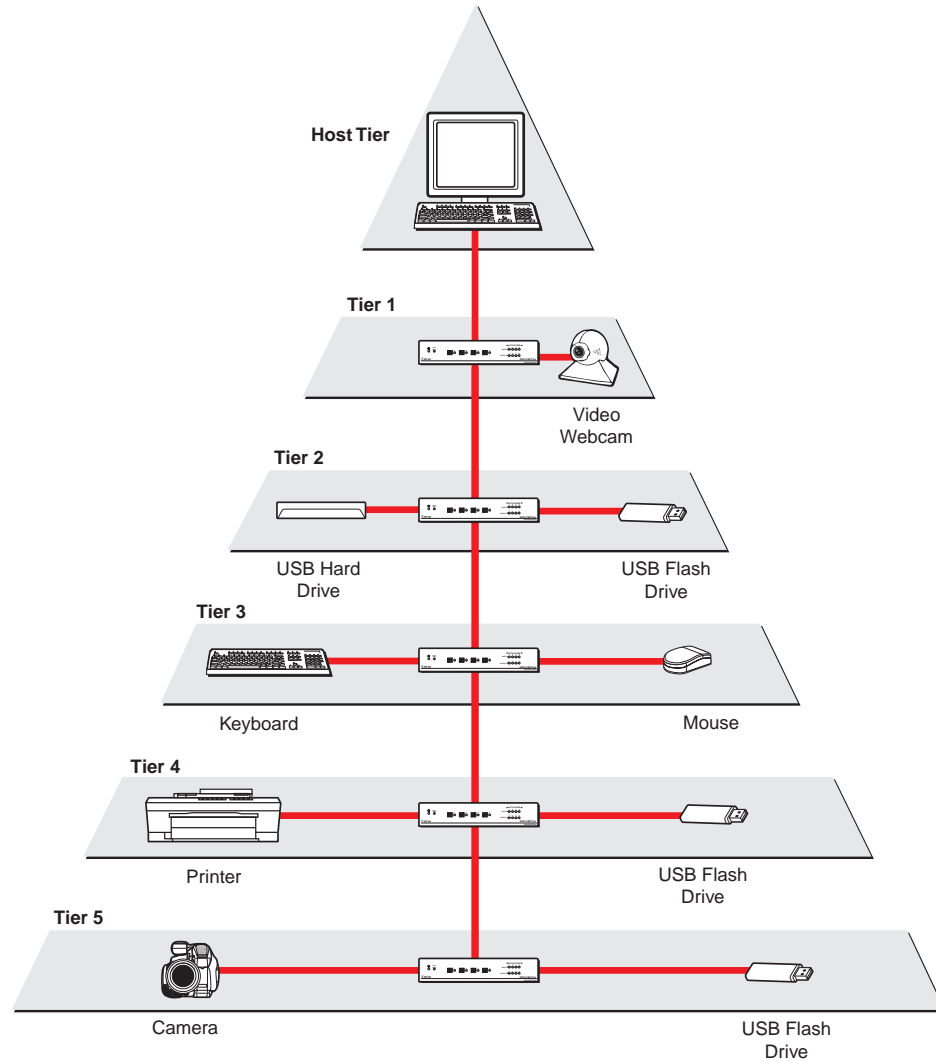 Host Tier
Tier 1
Video
Webcam
Tier 2
USB Hard
Drive
USB Flash
Drive
Tier 3
Keyboard
Mouse
Tier 4
Printer
USB Flash
Drive
Tier 5
Camera
USB Flash
Drive